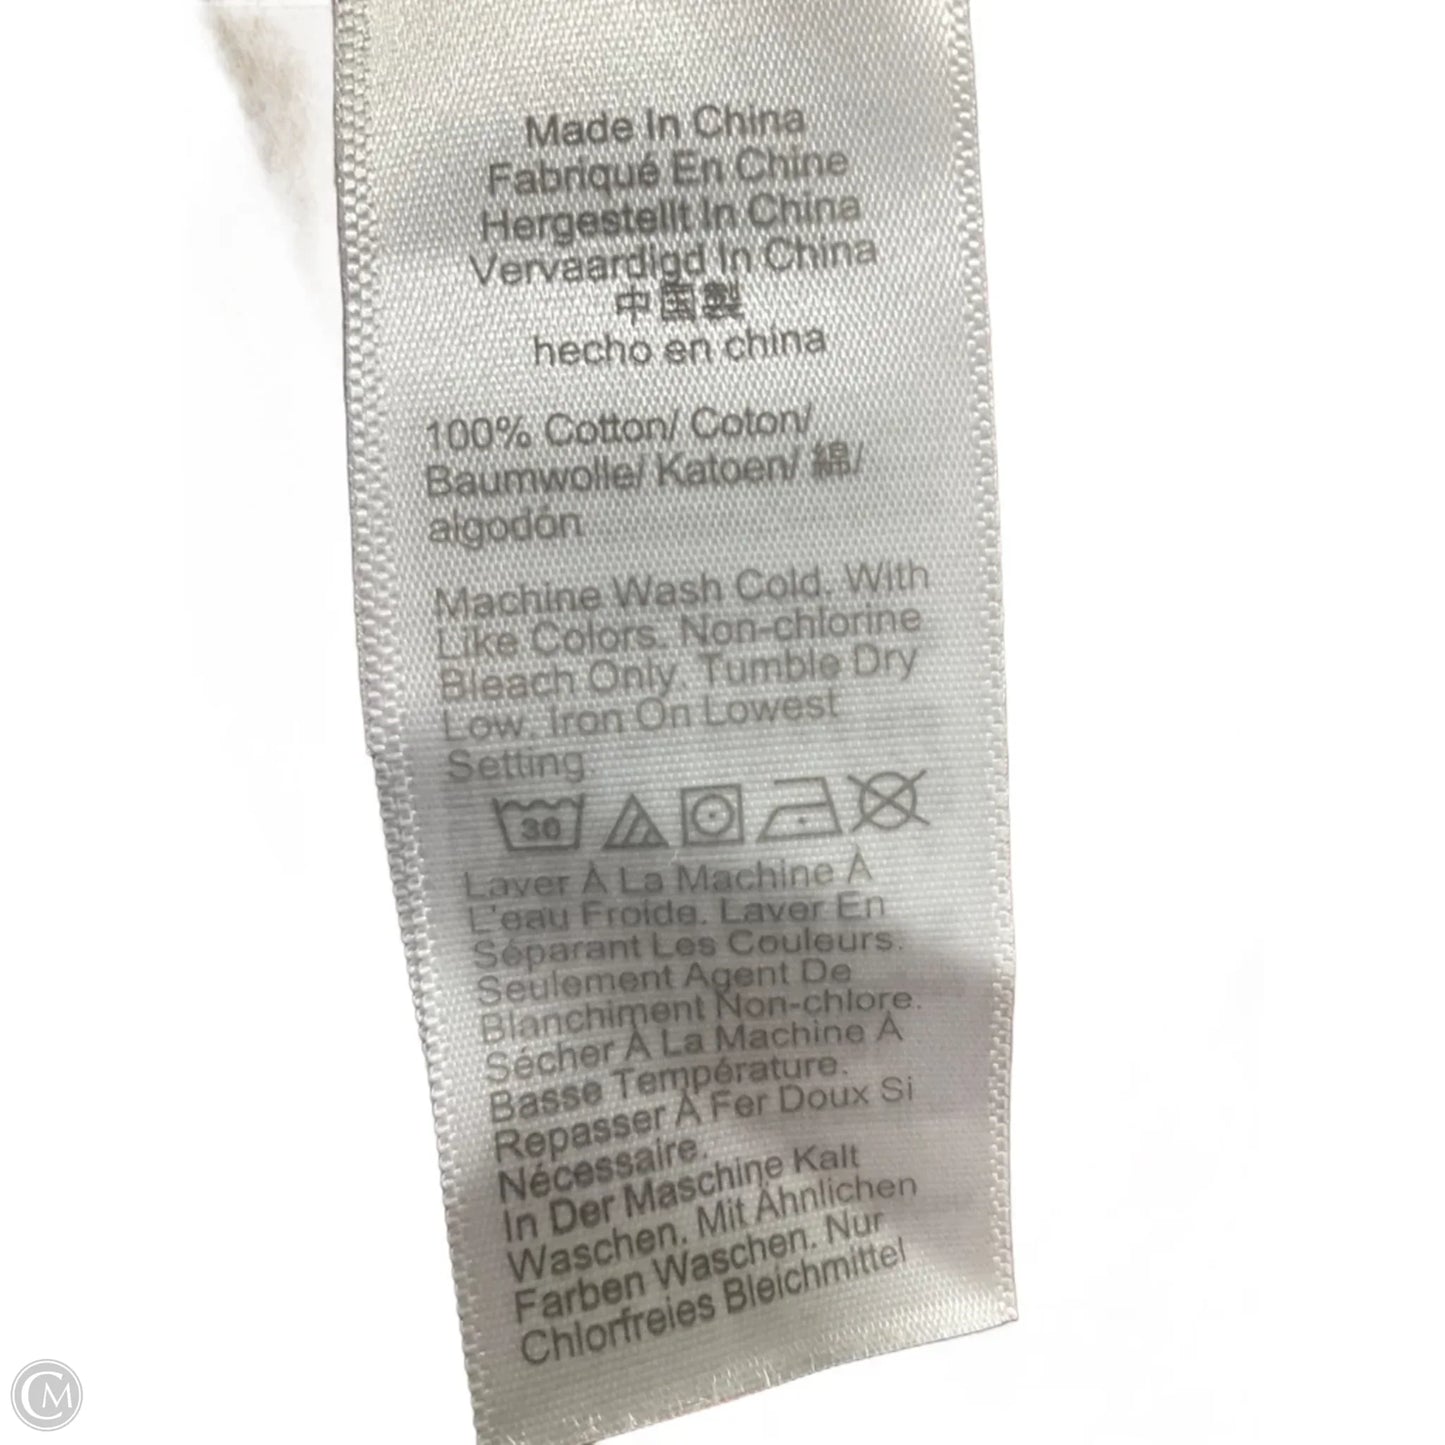 Made In China
Fabriqué En Chine
Hergestellt In China
Vervaardigd In China
中国製
hecho en china
100% Cotton/ Coton/
Baumwolle/ Katoen/ 綿/
algodón
Machine Wash Cold. With
Like Colors. Non-chlorine
Bleach Only. Tumble Dry
Low. Iron On Lowest
Setting.
30
Laver À La Machine À
L'eau Froide. Laver En
Séparant Les Couleurs.
Seulement Agent De
Blanchiment Non-chlore.
Sécher À La Machine À
Basse Température.
Repasser À Fer Doux Si
Nécessaire.
In Der Maschine Kalt
Waschen. Mit Ähnlichen
Farben Waschen. Nur
Chlorfreies Bleichmittel
CM